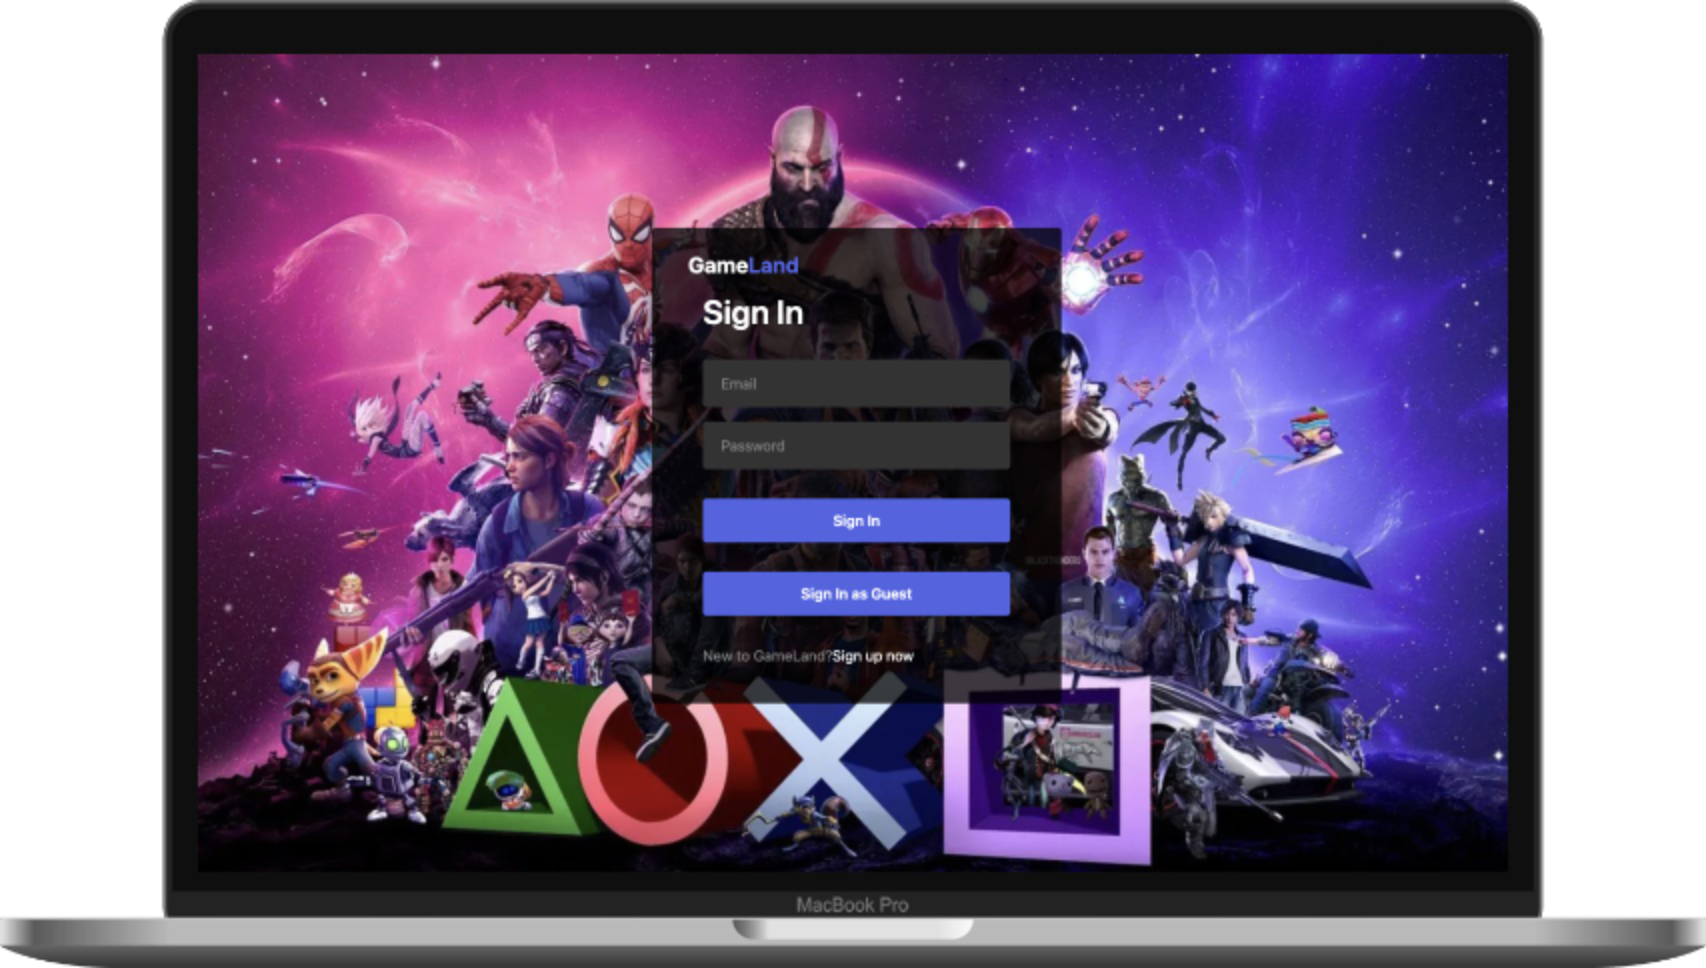 GameLand
Sign In
Email
Password
Sign In
Sign In as Guest
New to GameLand?Sign up now
MacBook Pro